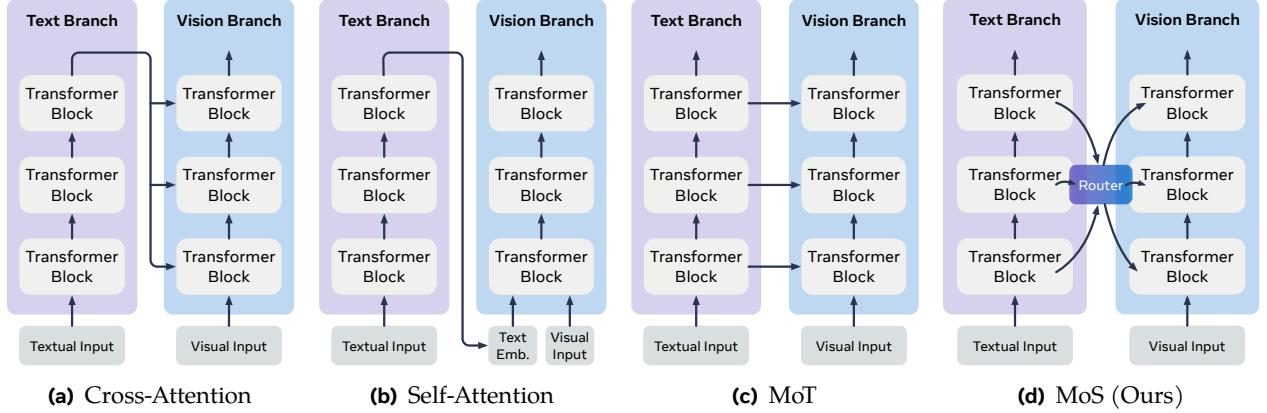 Text Branch
Vision Branch
Transformer
Block
Transformer
Block
Transformer
Block
Transformer
Block
Transformer
Block
Transformer
Block
Textual Input
Visual Input
(a) Cross-Attention
Text Branch
Vision Branch
Transformer
Block
Transformer
Block
Transformer
Block
Transformer
Block
Transformer
Block
Transformer
Block
Textual Input
Text
Emb.
Visual
Input
(b) Self-Attention
Text Branch
Vision Branch
Transformer
Block
Transformer
Block
Transformer
Block
Transformer
Block
Transformer
Block
Transformer
Block
Textual Input
Visual Input
(c) MoT
Text Branch
Vision Branch
Transformer
Block
Transformer
Block
Transformer
Block
Router
Transformer
Block
Transformer
Block
Transformer
Block
Textual Input
Visual Input
(d) MoS (Ours)